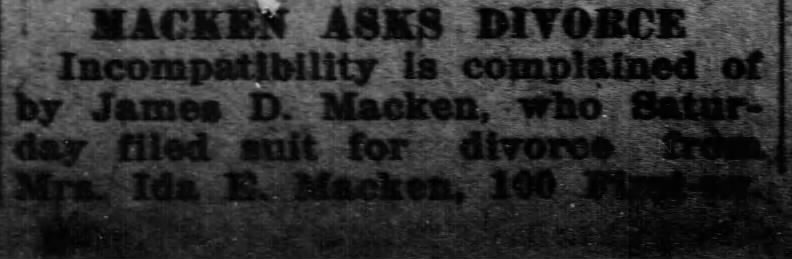 MACKEN ASKS DIVORCE
Incompatibility is complained of
by James D. Macken, who Satur-
day filed suit for divorce from
Mrs. Ida E. Macken, 100